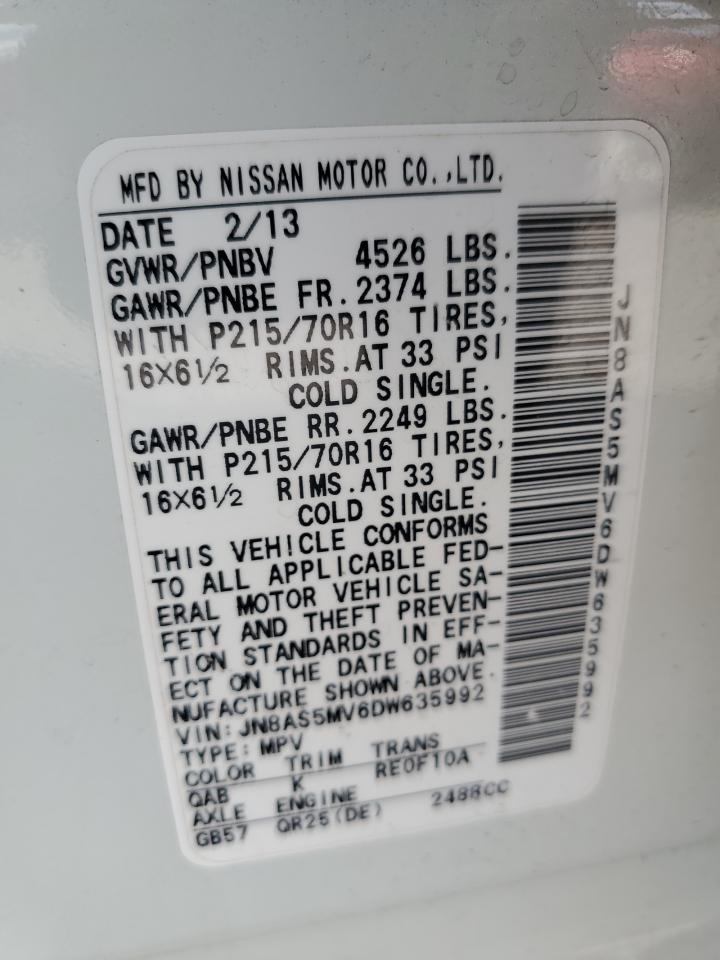 MFD BY NISSAN MOTOR CO.,LTD.
DATE 2/13
GVWR/PNBV 4526 LBS.
GAWR/PNBE FR.2374 LBS.
WITH P215/70R16 TIRES,
16X6½ RIMS.AT 33 PSI
COLD SINGLE.
GAWR/PNBE RR.2249 LBS.
WITH P215/70R16 TIRES,
16X6½ RIMS.AT 33 PSI
COLD SINGLE.
THIS VEHICLE CONFORMS
TO ALL APPLICABLE FED-
ERAL MOTOR VEHICLE SA-
FETY AND THEFT PREVEN-
TION STANDARDS IN EFF-
ECT ON THE DATE OF MA-
NUFACTURE SHOWN ABOVE.
VIN: JN8AS5MV6DW635992
TYPE: MPV
COLOR TRIM TRANS
QAB K RE0F10A
AXLE ENGINE
GB57 QR25(DE) 2488CC
JN8AS5MV6DW635992